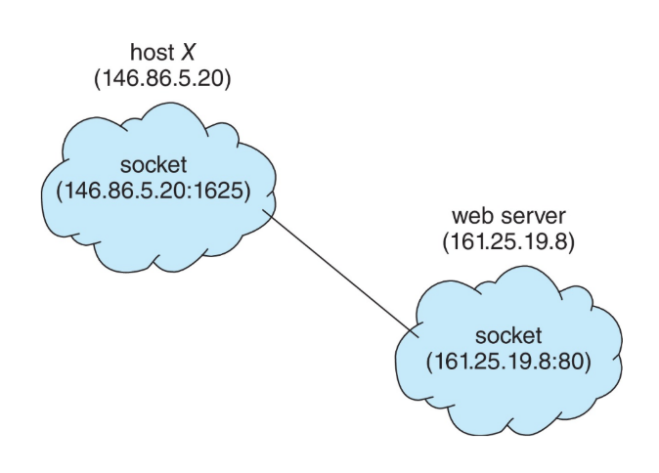 host X
(146.86.5.20)
socket
(146.86.5.20:1625)
web server
(161.25.19.8)
socket
(161.25.19.8:80)